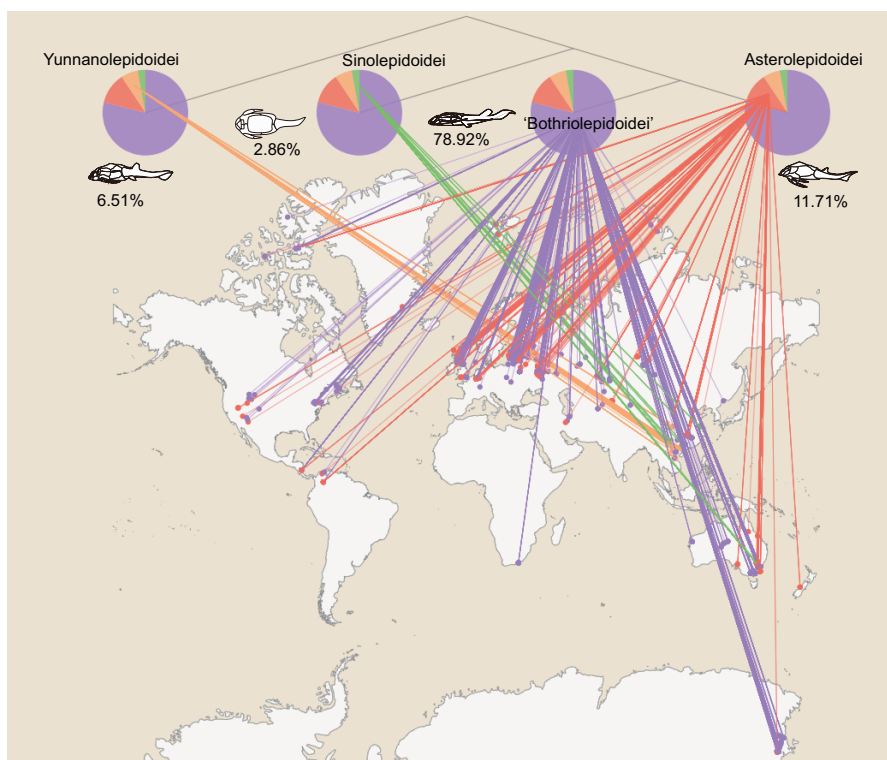 Yunnanolepidoidei
Sinolepidoidei
Asterolepidoidei
'Bothriolepidoidei'
6.51%
2.86%
78.92%
11.71%